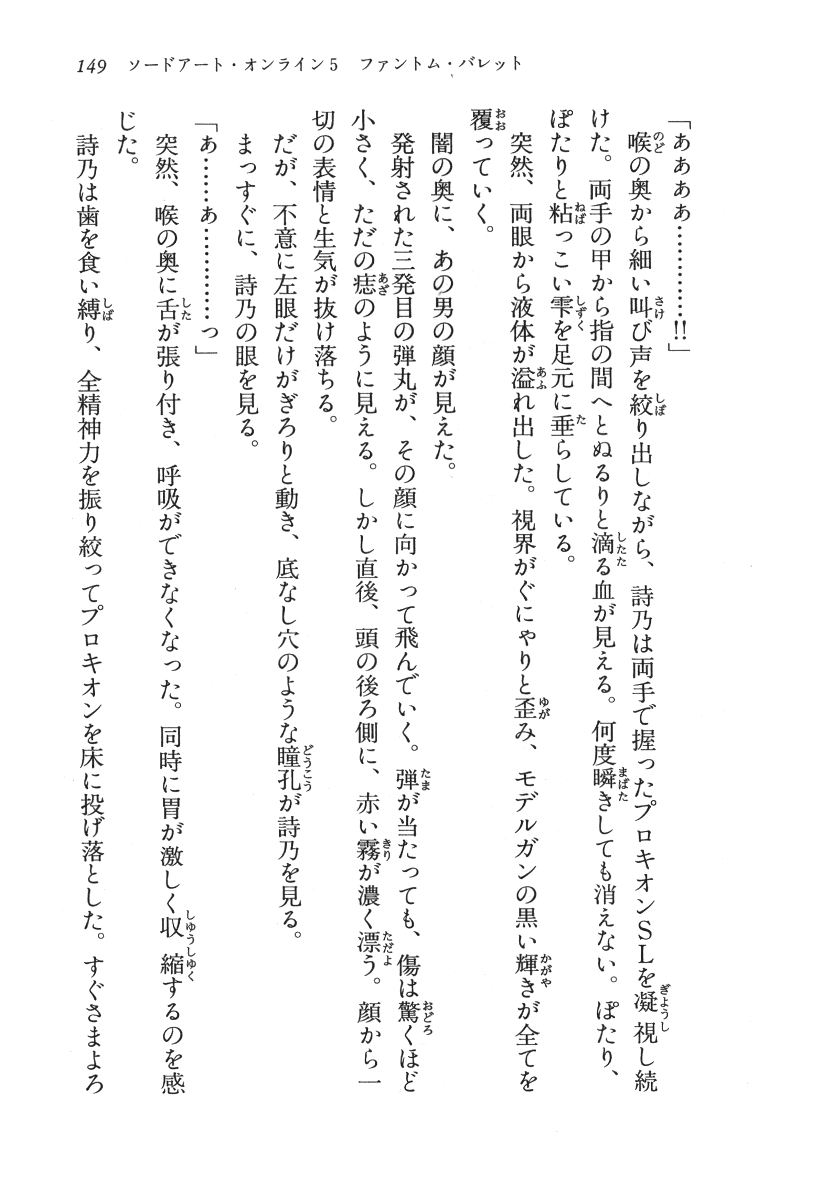 149 ソードアート・オンライン5 ファントム・バレット
「ああああ…………!!」
　喉の奥から細い叫び声を絞り出しながら、詩乃は両手で握ったプロキオンＳＬを凝視し続
けた。両手の甲から指の間へとぬるりと滴る血が見える。何度瞬きしても消えない。ぽたり、
ぽたりと粘っこい雫を足元に垂らしている。
　突然、両眼から液体が溢れ出した。視界がぐにゃりと歪み、モデルガンの黒い輝きが全てを
覆っていく。
　闇の奥に、あの男の顔が見えた。
　発射された三発目の弾丸が、その顔に向かって飛んでいく。弾が当たっても、傷は驚くほど
小さく、ただの痣のように見える。しかし直後、頭の後ろ側に、赤い霧が濃く漂う。顔から一
切の表情と生気が抜け落ちる。
　だが、不意に左眼だけがぎろりと動き、底なし穴のような瞳孔が詩乃を見る。
　まっすぐに、詩乃の眼を見る。
「あ……あ…………っ」
　突然、喉の奥に舌が張り付き、呼吸ができなくなった。同時に胃が激しく収縮するのを感
じた。
　詩乃は歯を食い縛り、全精神力を振り絞ってプロキオンを床に投げ落とした。すぐさまよろ